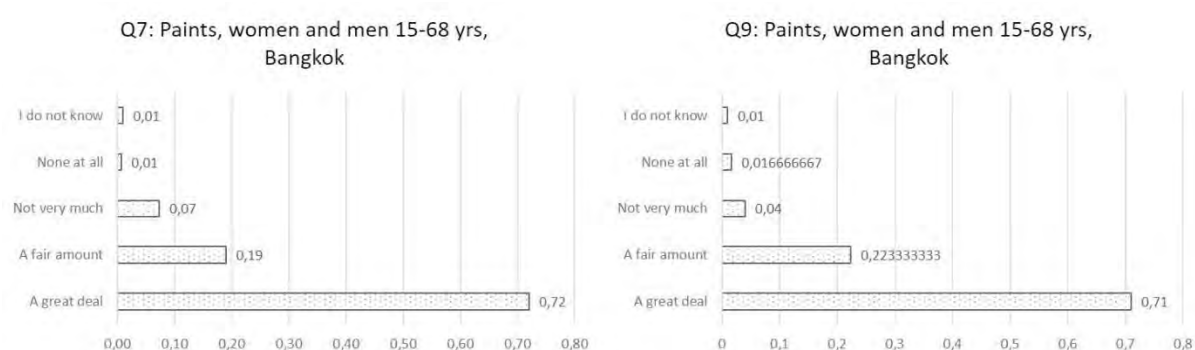 Q7: Paints, women and men 15-68 yrs,
Bangkok
I do not know
0,01
None at all
0,01
Not very much
0,07
A fair amount
0,19
A great deal
0,72
0,00 0,10 0,20 0,30 0,40 0,50 0,60 0,70 0,80
Q9: Paints, women and men 15-68 yrs,
Bangkok
I do not know
0,01
None at all
0,016666667
Not very much
0,04
A fair amount
0,223333333
A great deal
0,71
0 0,1 0,2 0,3 0,4 0,5 0,6 0,7 0,8